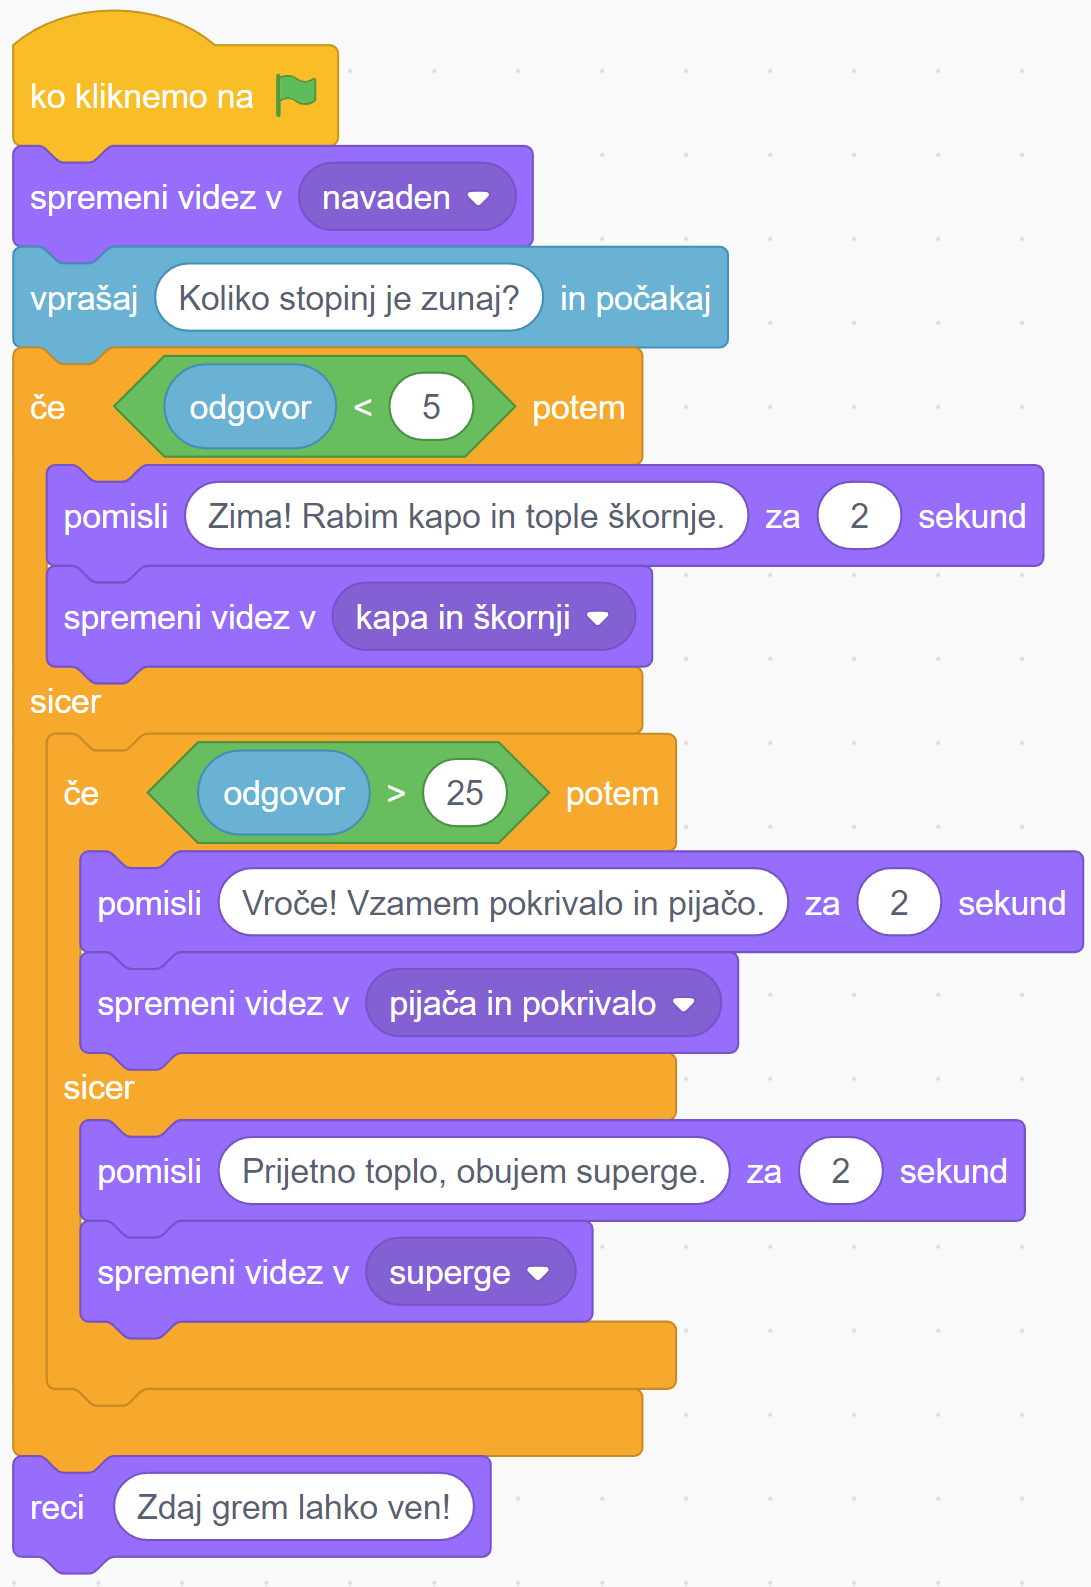 ko kliknemo na
spremeni videz v navaden
vprašaj Koliko stopinj je zunaj? in počakaj
če odgovor < 5 potem
pomisli Zima! Rabim kapo in tople škornje. za 2 sekund
spremeni videz v kapa in škornji
sicer
če odgovor > 25 potem
pomisli Vroče! Vzamem pokrivalo in pijačo. za 2 sekund
spremeni videz v pijača in pokrivalo
sicer
pomisli Prijetno toplo, obujem superge. za 2 sekund
spremeni videz v superge
reci Zdaj grem lahko ven!